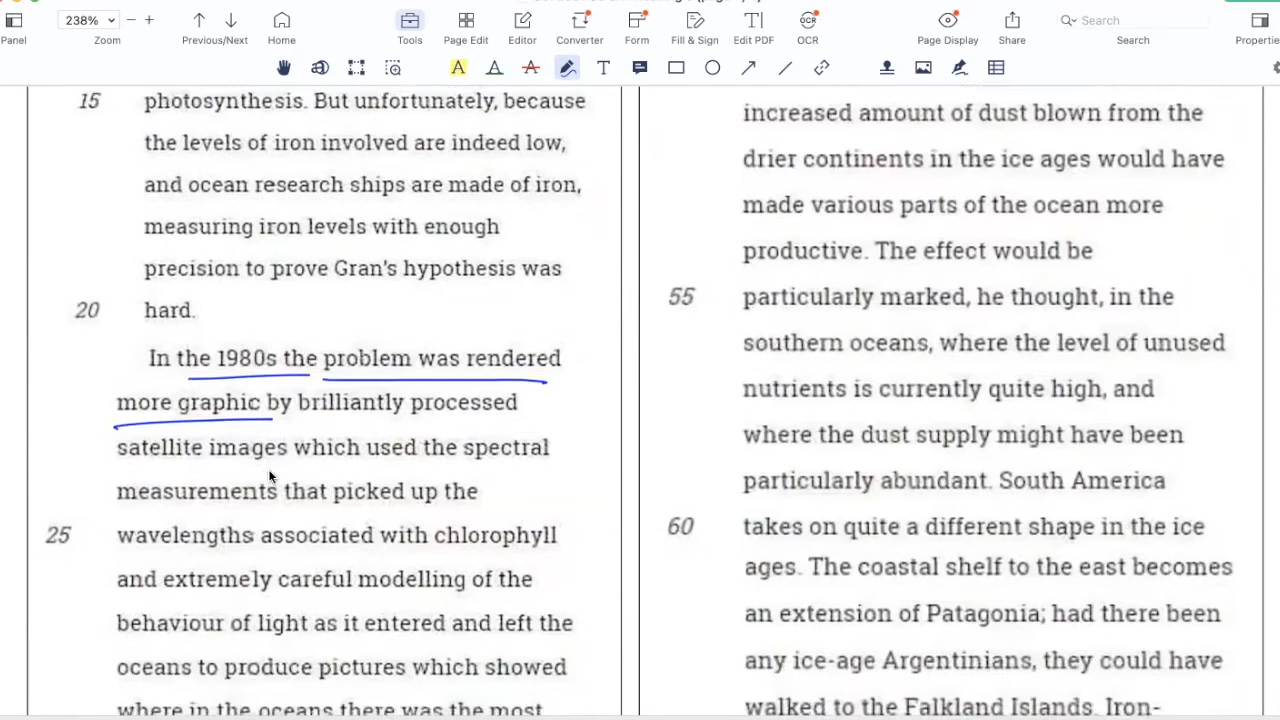 238%
Panel
Zoom
Previous/Next
Home
Tools
Page Edit
Editor
Converter
Form
Fill & Sign
Edit PDF
OCR
OCR
Page Display
Share
Search
Search
Propertie
A
A
A
T
15 photosynthesis. But unfortunately, because
the levels of iron involved are indeed low,
and ocean research ships are made of iron,
measuring iron levels with enough
precision to prove Gran's hypothesis was
20 hard.
In the 1980s the problem was rendered
more graphic by brilliantly processed
satellite images which used the spectral
measurements that picked up the
25 wavelengths associated with chlorophyll
and extremely careful modelling of the
behaviour of light as it entered and left the
oceans to produce pictures which showed
where in the oceans there was the most
increased amount of dust blown from the
drier continents in the ice ages would have
made various parts of the ocean more
productive. The effect would be
55 particularly marked, he thought, in the
southern oceans, where the level of unused
nutrients is currently quite high, and
where the dust supply might have been
particularly abundant. South America
60 takes on quite a different shape in the ice
ages. The coastal shelf to the east becomes
an extension of Patagonia; had there been
any ice-age Argentinians, they could have
walked to the Falkland Islands. Iron-